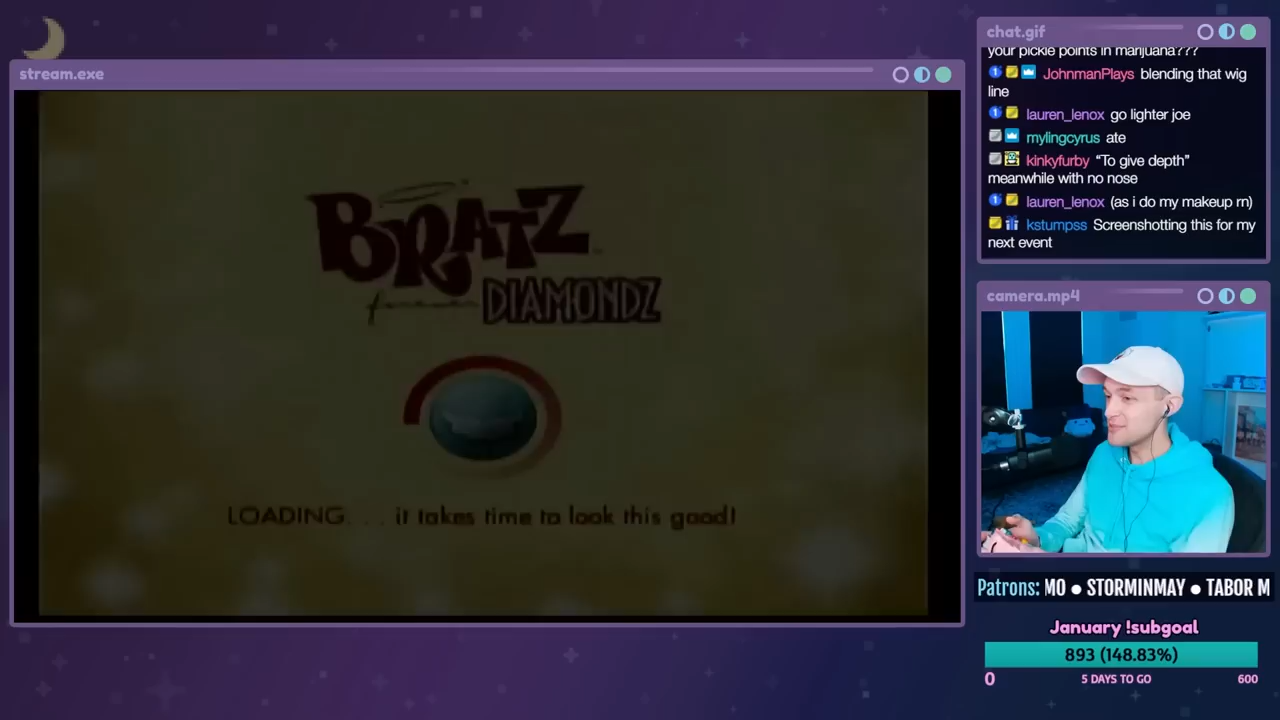 stream.exe
BRATZ
forever DIAMONDZ
LOADING. . . . it takes time to look this good!
chat.gif
your pickle points in marijuana???
JohnmanPlays blending that wig
line
lauren_lenox go lighter joe
mylingcyrus ate
kinkyfurby “To give depth”
meanwhile with no nose
lauren_lenox (as i do my makeup rn)
kstumpss Screenshotting this for my
next event
camera.mp4
Patrons: MO ● STORMINMAY ● TABOR M
January !subgoal
893 (148.83%)
0 5 DAYS TO GO 600